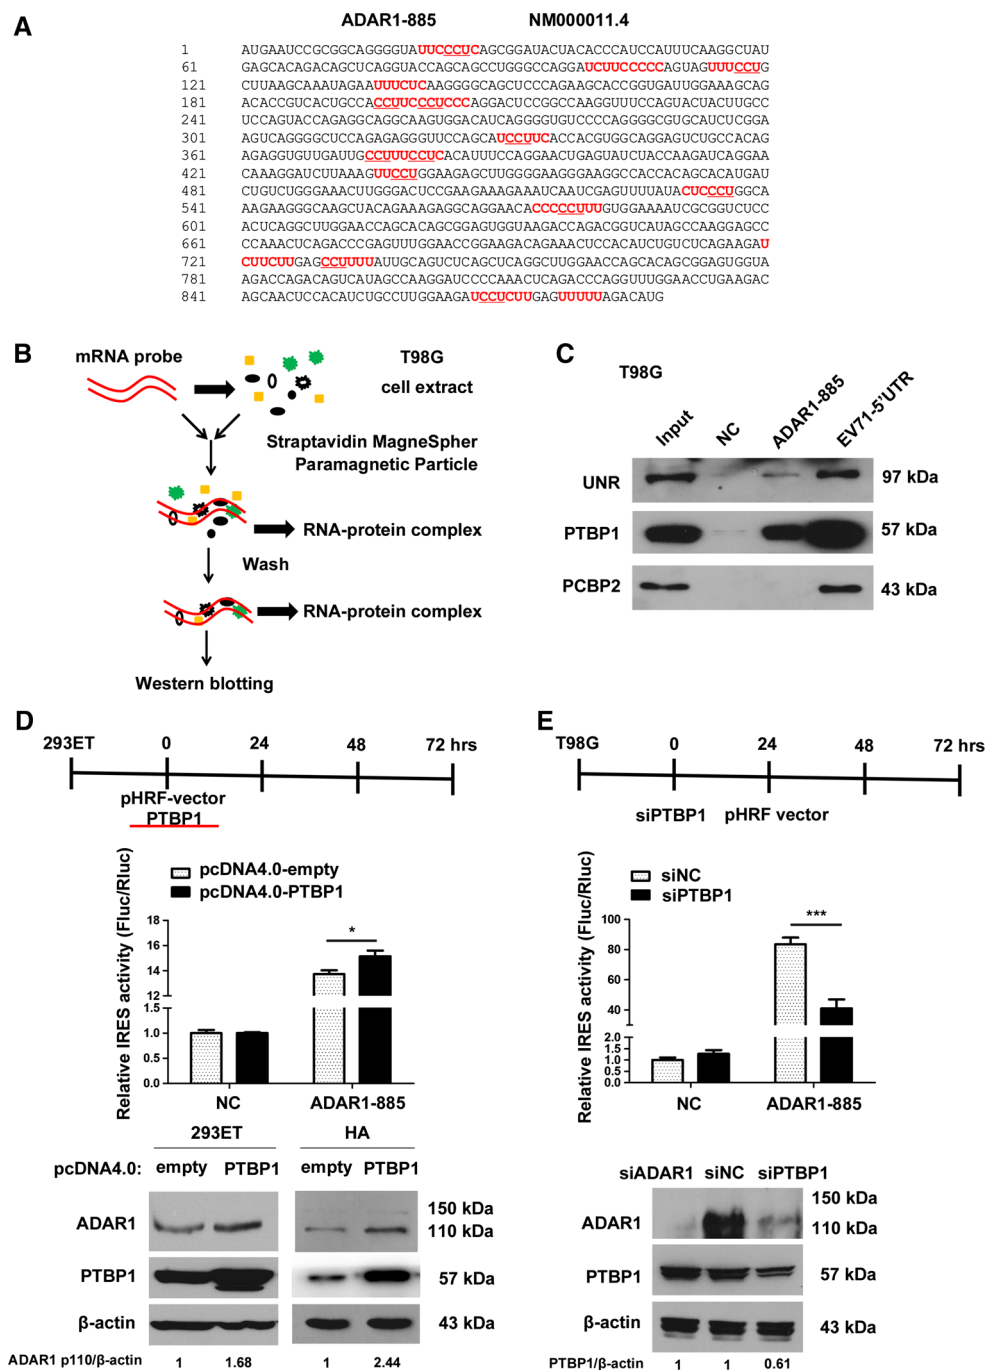 A
ADAR1-885 NM000011.4
1 AUGAAUCCGCGGCAGGGGUAUUCCCUCAGCGGAUACUACACCCAUCCAUUUCAAGGCUAU
61 GAGCACAGACAGCUCAGGUACCAGCAGCCUGGGCCAGGAUCUUCCCCCAGUAGUUUCCUG
121 CUUAAGCAAAUAGAAUUUCUCAAGGGGCAGCUCCCAGAAGCACCGGUGAUUGGAAAGCAG
181 ACACCGUCACUGCCACCUUCCCUCCCAGGACUCCGGCCAAGGUUUCCAGUACUACUUGCC
241 UCCAGUACCAGAGGCAGGCAAGUGGACAUCAGGGGUGUCCCCAGGGGCGUGCAUCUCGGA
301 AGUCAGGGGCUCCAGAGAGGGUUCCAGCAUCCUUCACCACGUGGCAGGAGUCUGCCACAG
361 AGAGGUGUUGAUUGCCUUUCCUCACAUUUCCAGGAACUGAGUAUCUACCAAGAUCAGGAA
421 CAAAGGAUCUUAAAGUUCCUGGAAGAGCUUGGGGAAGGGAAGGCCACCACAGCACAUGAU
481 CUGUCUGGGAAACUUGGGACUCCGAAGAAAGAAAUCAAUCGAGUUUUAUACUCCCUGGCA
541 AAGAAGGGCAAGCUACAGAAAGAGGCAGGAACACCCCCUUUGUGGAAAAUCGCGGUCUCC
601 ACUCAGGCUUGGAACCAGCACAGCGGAGUGGUAAGACCAGACGGUCAUAGCCAAGGAGCC
661 CCAAACUCAGACCCGAGUUUGGAACCGGAAGACAGAAACUCCACAUCUGUCUCAGAAGAU
721 CUUCUUGAGCCUUUUAUUGCAGUCUCAGCUCAGGCUUGGAACCAGCACAGCGGAGUGGUA
781 AGACCAGACAGUCAUAGCCAAGGAUCCCCAAACUCAGACCCAGGUUUGGAACCUGAAGAC
841 AGCAACUCCACAUCUGCCUUGGAAGAUCCUCUUGAGUUUUUAGACAUG
B
mRNA probe
T98G
cell extract
Straptavidin MagneSpher
Paramagnetic Particle
RNA-protein complex
Wash
RNA-protein complex
Western blotting
C
T98G
Input NC ADAR1-885 EV71-5'UTR
UNR 97 kDa
PTBP1 57 kDa
PCBP2 43 kDa
D
293ET 0 24 48 72 hrs
pHRF-vector
PTBP1
pcDNA4.0-empty
pcDNA4.0-PTBP1
Relative IRES activity (Fluc/Rluc)
18
16
14
12
1.5
1.0
0.5
0.0
*
NC ADAR1-885
293ET HA
pcDNA4.0: empty PTBP1 empty PTBP1
ADAR1 150 kDa
110 kDa
PTBP1 57 kDa
β-actin 43 kDa
ADAR1 p110/β-actin 1 1.68 1 2.44
E
T98G 0 24 48 72 hrs
siPTBP1 pHRF vector
siNC
siPTBP1
Relative IRES activity (Fluc/Rluc)
100
80
60
40
2.0
1.5
1.0
0.5
0.0
***
NC ADAR1-885
siADAR1 siNC siPTBP1
ADAR1 150 kDa
110 kDa
PTBP1 57 kDa
β-actin 43 kDa
PTBP1/β-actin 1 1 0.61